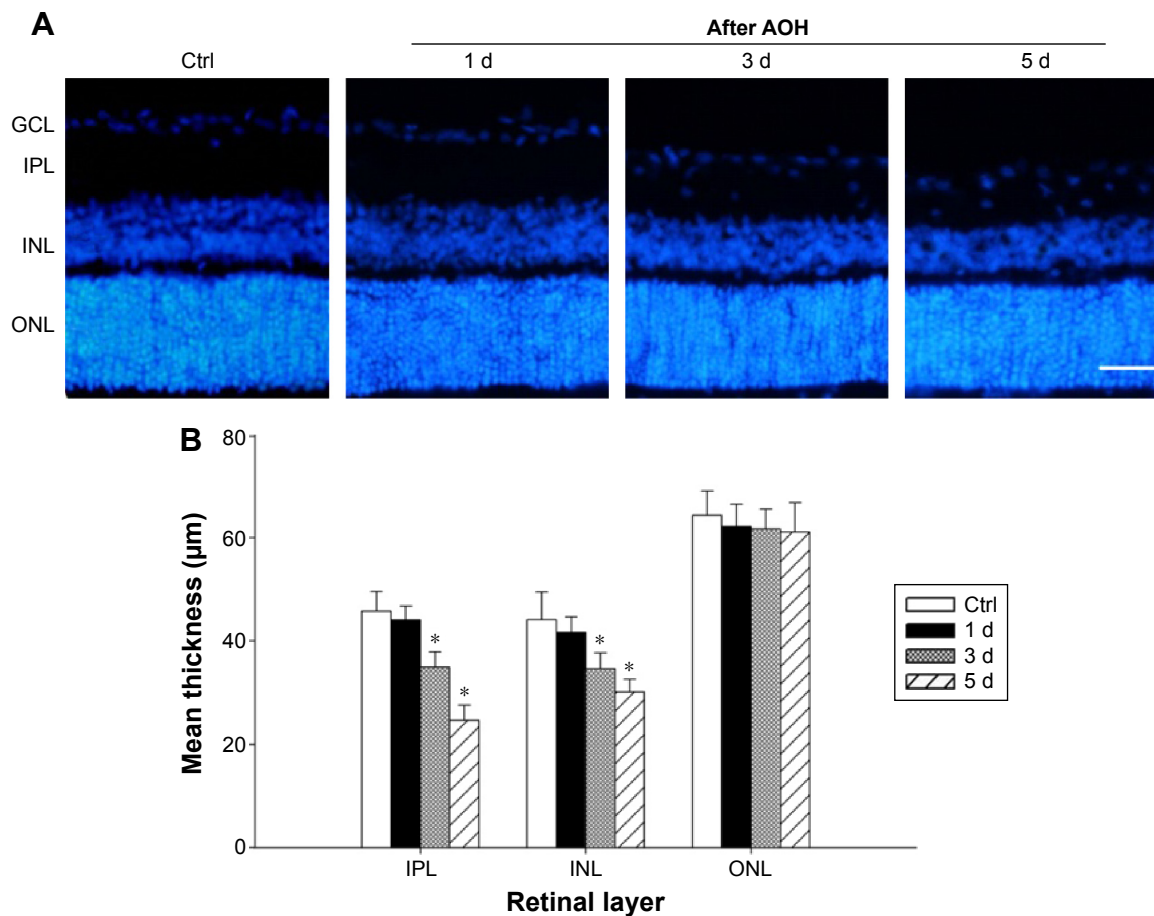 A
After AOH
Ctrl
1 d
3 d
5 d
GCL
IPL
INL
ONL
B
80
60
40
20
0
Mean thickness (µm)
*
*
*
*
IPL
INL
ONL
Retinal layer
Ctrl
1 d
3 d
5 d